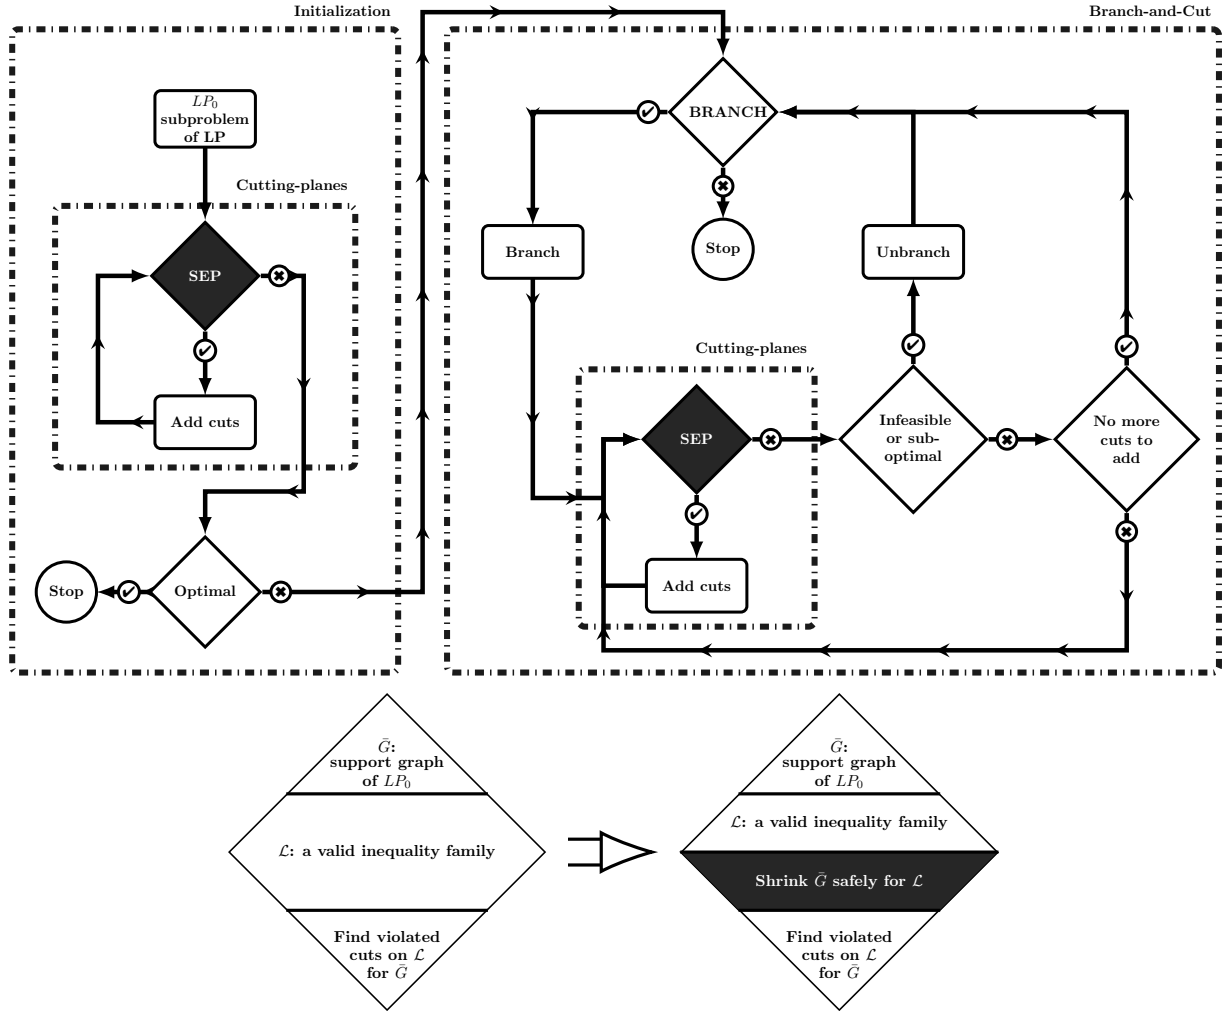 Initialization
Branch-and-Cut
LP₀
subproblem
of LP
Cutting-planes
SEP
Add cuts
Stop
Optimal
BRANCH
Branch
Stop
Unbranch
Cutting-planes
SEP
Add cuts
Infeasible
or sub-
optimal
No more
cuts to
add
Ḡ:
support graph
of LP₀
ℒ: a valid inequality family
Find violated
cuts on ℒ
for Ḡ
Ḡ:
support graph
of LP₀
ℒ: a valid inequality family
Shrink Ḡ safely for ℒ
Find violated
cuts on ℒ
for Ḡ